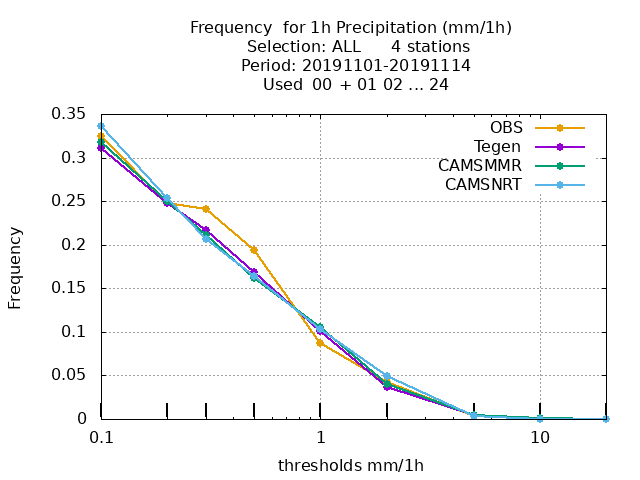 Frequency  for 1h Precipitation (mm/1h)
Selection: ALL      4 stations
Period: 20191101-20191114
Used  00  + 01 02 ... 24
OBS
Tegen
CAMSMMR
CAMSNRT
Frequency
0.35
0.3
0.25
0.2
0.15
0.1
0.05
0
0.1
1
10
thresholds mm/1h